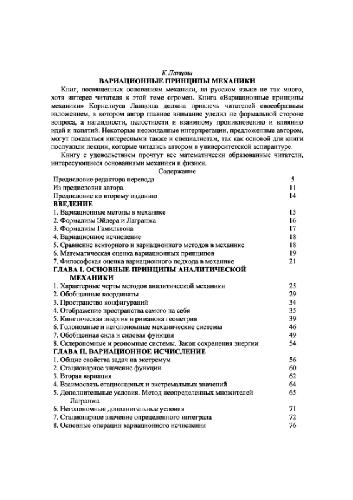 К Ланцош
ВАРИАЦИОННЫЕ ПРИНЦИПЫ МЕХАНИКИ
Книг, посвященных основаниям механики, на русском языке не так много,
хотя интерес читателя к этой теме огромен. Книга «Вариационные принципы
механики» Корнелиуса Ланцоша должна привлечь читателей своеобразным
изложением, в котором автор главное внимание уделил не формальной стороне
вопроса, а наглядности, целостности и взаимному проникновению и влиянию
идей и понятий. Некоторые неожиданные интерпретации, предложенные автором,
могут показаться интересными также и специалистам, так как основой для книги
послужили лекции, которые читались автором в университетской аспирантуре.
Книгу с удовольствием прочтут все математически образованные читатели,
интересующиеся основаниями механики и физики.
Содержание
Предисловие редактора перевода 5
Из предисловия автора 11
Предисловие ко второму изданию 14
ВВЕДЕНИЕ
1. Вариационные методы в механике 15
2. Формализм Эйлера и Лагранжа 16
3. Формализм Гамильтона 17
4. Вариационное исчисление 18
5. Сравнение векторного и вариационного методов в механике 18
6. Математическая оценка вариационных принципов 19
7. Философская оценка вариационного подхода в механике 21
ГЛАВА I. ОСНОВНЫЕ ПРИНЦИПЫ АНАЛИТИЧЕСКОЙ
МЕХАНИКИ
1. Характерные черты методов аналитической механики 25
2. Обобщенные координаты 29
3. Пространство конфигураций 34
4. Отображение пространства самого на себя 35
5. Кинетическая энергия и риманова геометрия 39
6. Голономные и неголономные механические системы 46
7. Обобщенная сила и силовая функция 49
8. Склерономные и реономные системы. Закон сохранения энергии 54
ГЛАВА II. ВАРИАЦИОННОЕ ИСЧИСЛЕНИЕ
1. Общие свойства задач на экстремум 56
2. Стационарное значение функции 60
3. Вторая вариация 62
4. Взаимосвязь стационарных и экстремальных значений 64
5. Дополнительные условия. Метод неопределенных множителей 65
Лагранжа
6. Неголономные дополнительные условия 71
7. Стационарное значение определенного интеграла 72
8. Основные операции вариационного исчисления 76